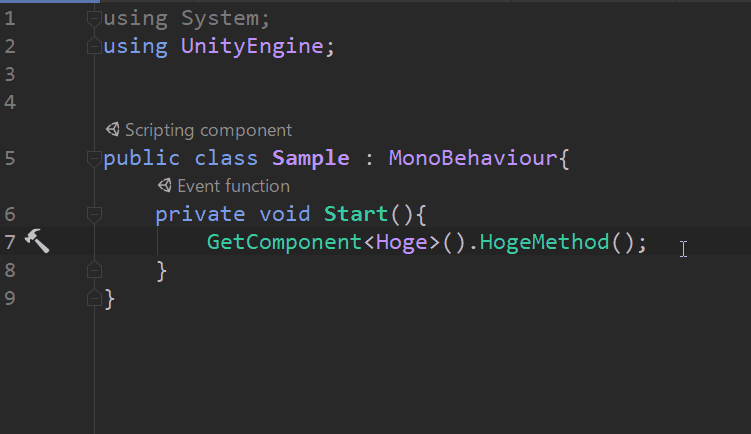 1 using System;
2 using UnityEngine;
3
4
Scripting component
5 public class Sample : MonoBehaviour{
Event function
6 private void Start(){
7 GetComponent<Hoge>().HogeMethod();
8 }
9 }